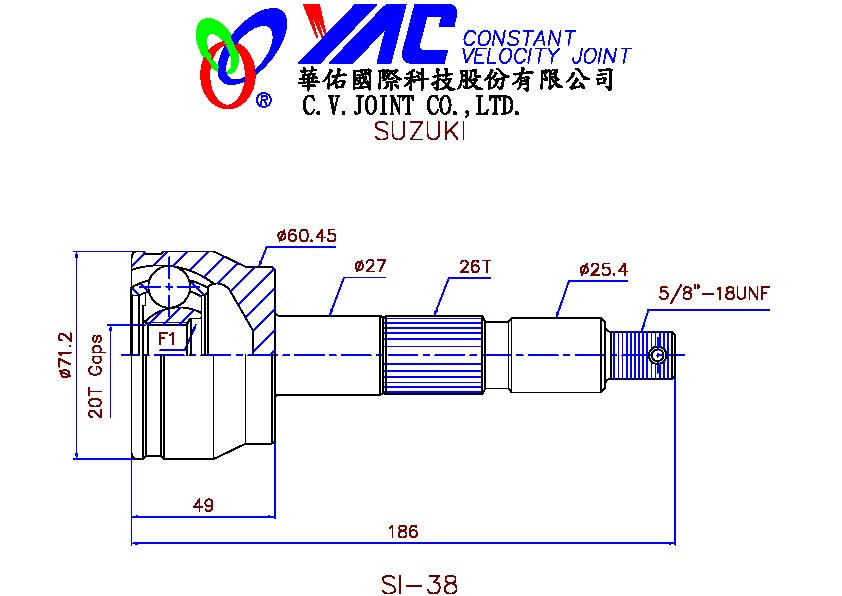 YAC CONSTANT
VELOCITY JOINT
華佑國際科技股份有限公司
® C.V.JOINT CO.,LTD.
SUZUKI
ø60.45
ø27
26T
ø25.4
5/8"-18UNF
F1
ø71.2
20T Gaps
49
186
SI-38